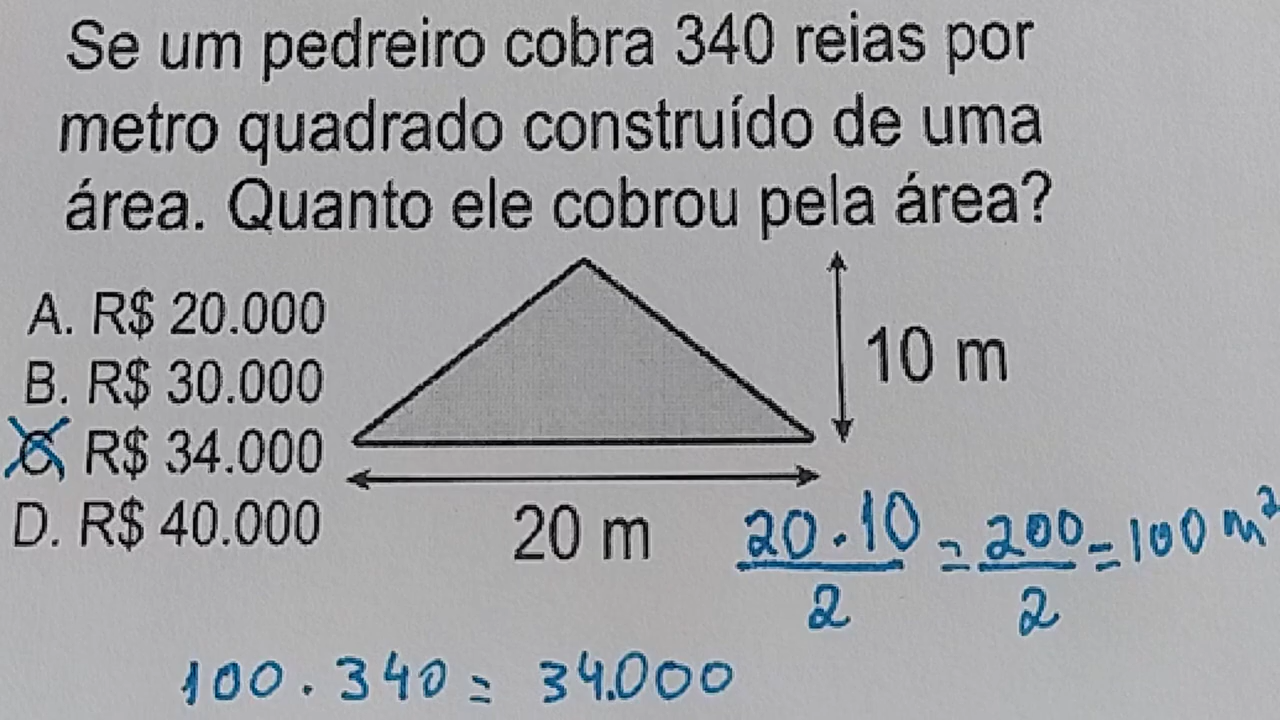 Se um pedreiro cobra 340 reias por
metro quadrado construído de uma
área. Quanto ele cobrou pela área?
A. R$ 20.000
B. R$ 30.000
C. R$ 34.000
D. R$ 40.000
10 m
20 m
20.10/2 = 200/2 = 100 m²
100.340 = 34.000